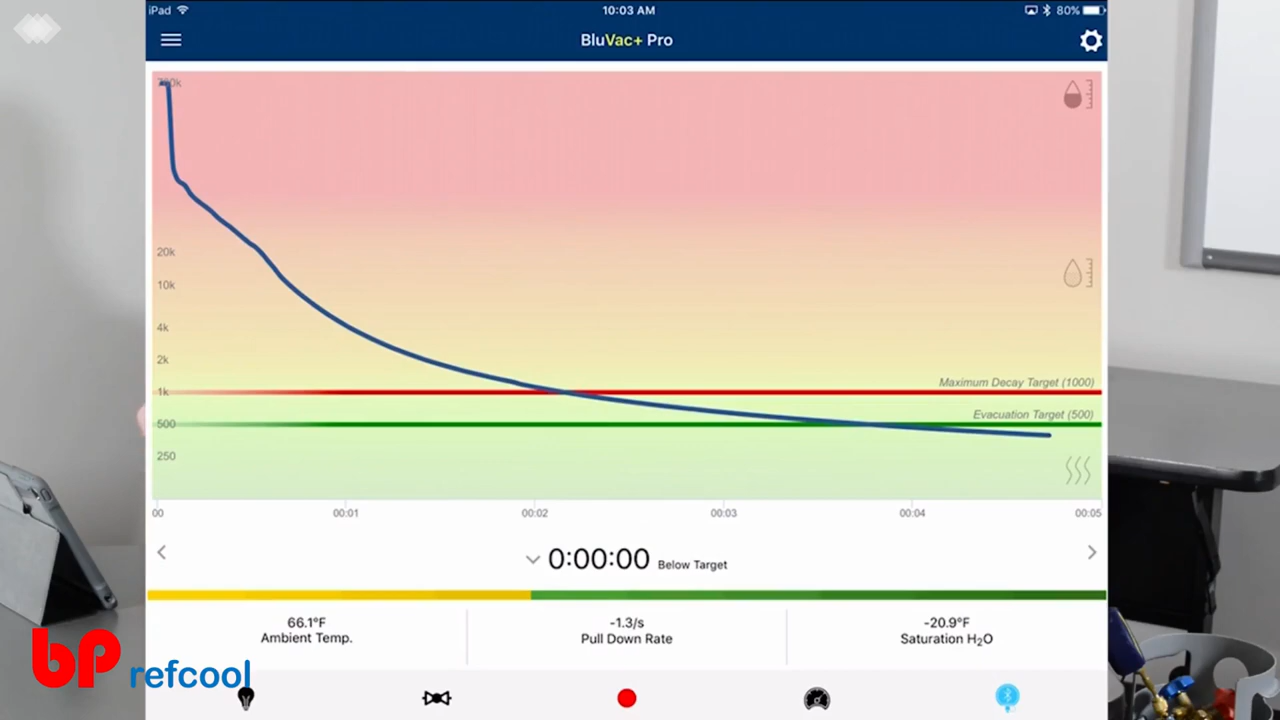 iPad 10:03 AM 80%
BluVac+ Pro
20k
10k
4k
2k
Maximum Decay Target (1000)
1k
Evacuation Target (500)
500
250
00 00:01 00:02 00:03 00:04 00:05
0:00:00 Below Target
66.1°F -1.3/s -20.9°F
Ambient Temp. Pull Down Rate Saturation H₂O
bp refcool